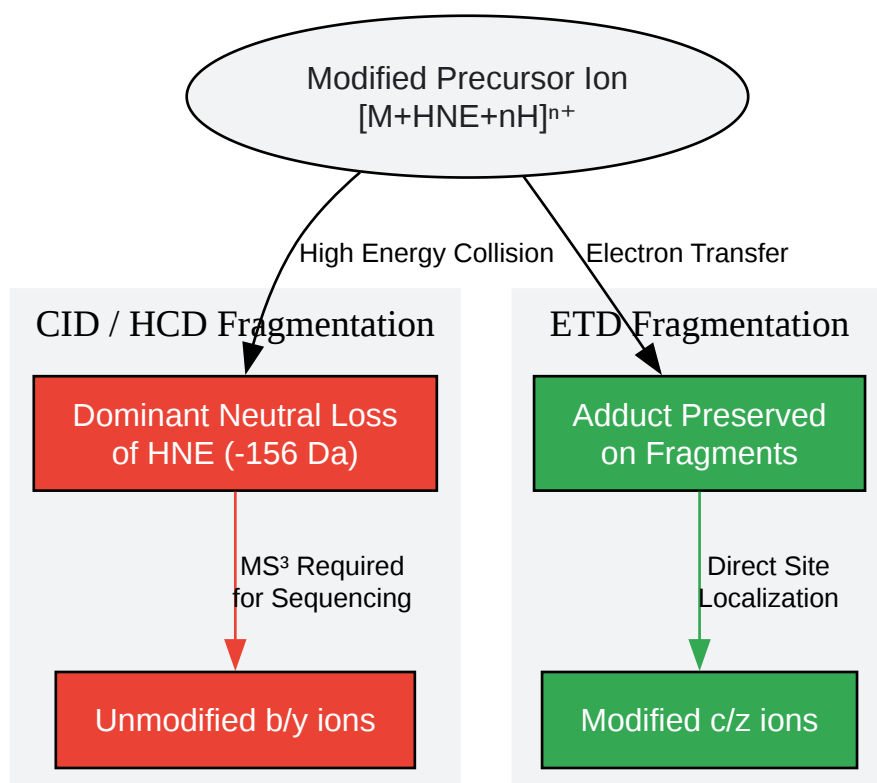 Modified Precursor Ion
[M+HNE+nH]ⁿ⁺
High Energy Collision
Electron Transfer
CID / HCD Fragmentation
ETD Fragmentation
Dominant Neutral Loss
of HNE (-156 Da)
Adduct Preserved
on Fragments
MS³ Required
for Sequencing
Direct Site
Localization
Unmodified b/y ions
Modified c/z ions